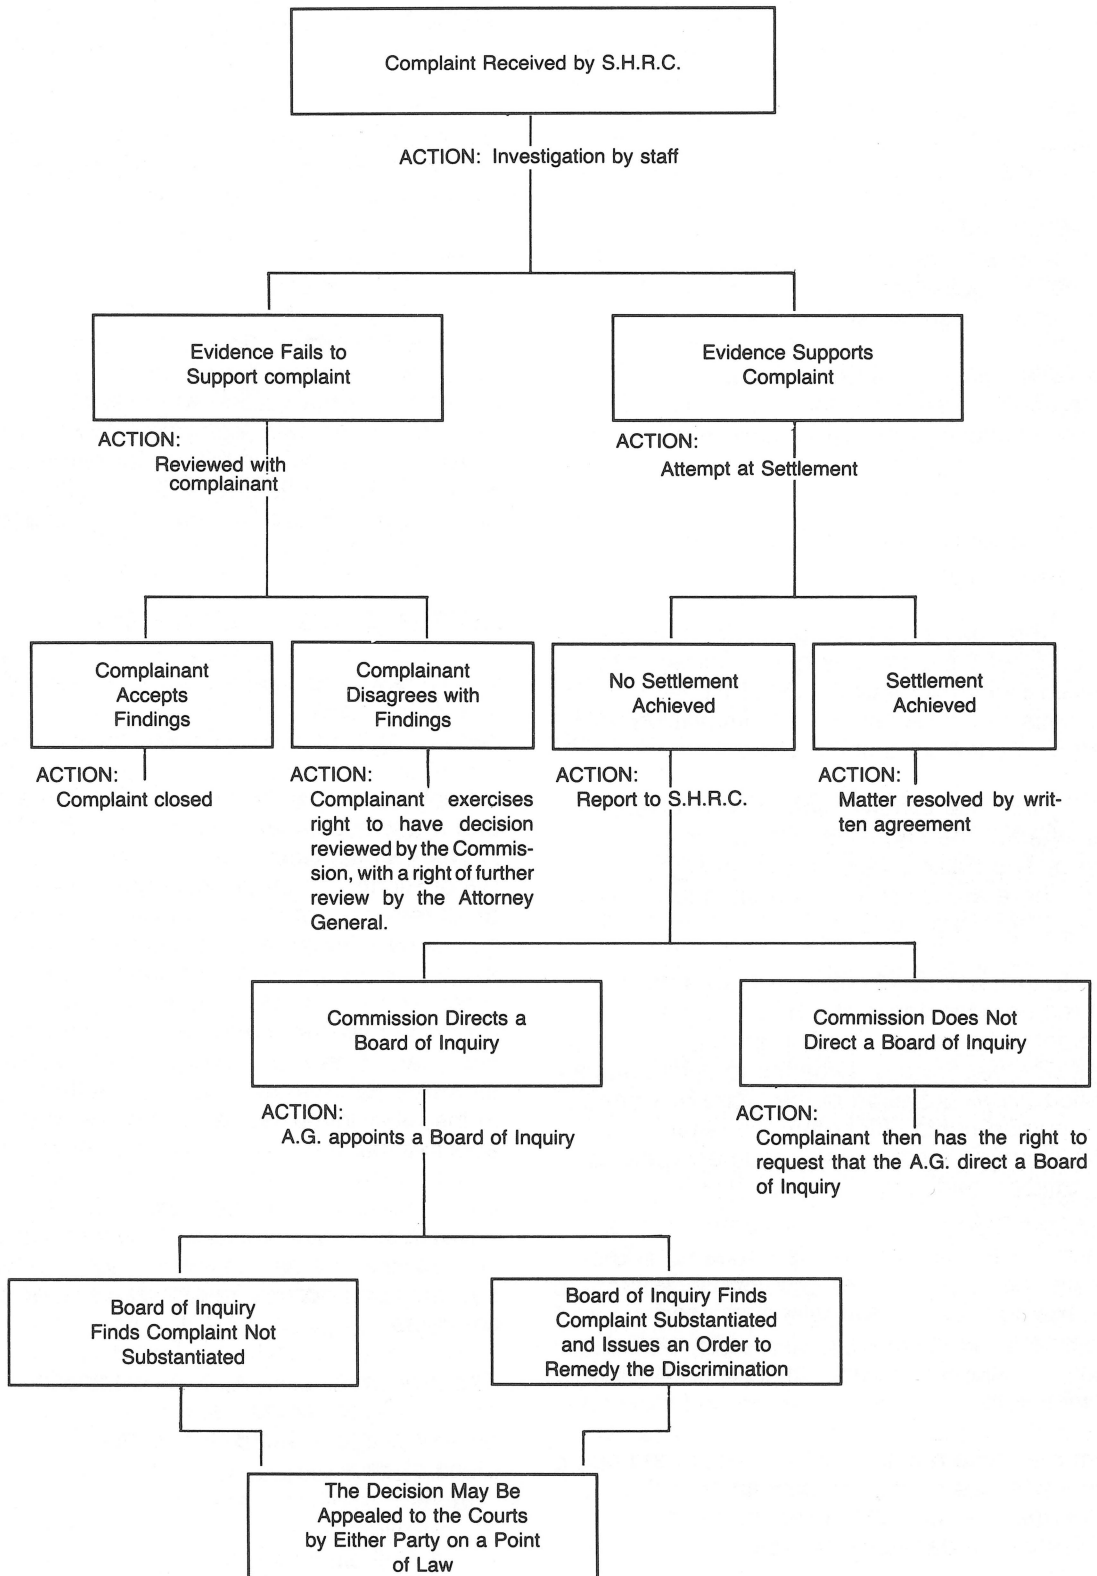 Complaint Received by S.H.R.C.
ACTION: Investigation by staff
Evidence Fails to
Support complaint
ACTION:
Reviewed with
complainant
Evidence Supports
Complaint
ACTION:
Attempt at Settlement
Complainant
Accepts
Findings
ACTION:
Complaint closed
Complainant
Disagrees with
Findings
ACTION:
Complainant exercises
right to have decision
reviewed by the Commis-
sion, with a right of further
review by the Attorney
General.
No Settlement
Achieved
ACTION:
Report to S.H.R.C.
Settlement
Achieved
ACTION:
Matter resolved by writ-
ten agreement
Commission Directs a
Board of Inquiry
ACTION:
A.G. appoints a Board of Inquiry
Commission Does Not
Direct a Board of Inquiry
ACTION:
Complainant then has the right to
request that the A.G. direct a Board
of Inquiry
Board of Inquiry
Finds Complaint Not
Substantiated
Board of Inquiry Finds
Complaint Substantiated
and Issues an Order to
Remedy the Discrimination
The Decision May Be
Appealed to the Courts
by Either Party on a Point
of Law